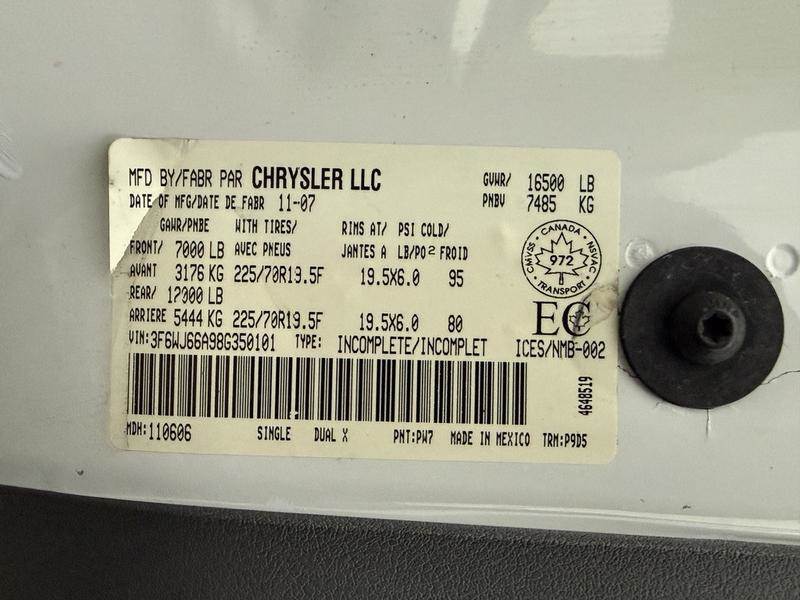 MFD BY/FABR PAR CHRYSLER LLC GVWR/ 16500 LB
DATE OF MFG/DATE DE FABR 11-07 PNBV 7485 KG
GAWR/PNBE WITH TIRES/ RIMS AT/ PSI COLD/
FRONT/ 7000 LB AVEC PNEUS JANTES A LB/PO² FROID
AVANT 3176 KG 225/70R19.5F 19.5X6.0 95
REAR/ 12000 LB
ARRIERE 5444 KG 225/70R19.5F 19.5X6.0 80
CANADA
CMVSS 972 NSVAC
TRANSPORT
EC
VIN: 3F6WJ66A98G350101 TYPE: INCOMPLETE/INCOMPLET ICES/NMB-002
4648519
MDH: 110606 SINGLE DUAL X PNT: PW7 MADE IN MEXICO TRM: P9D5